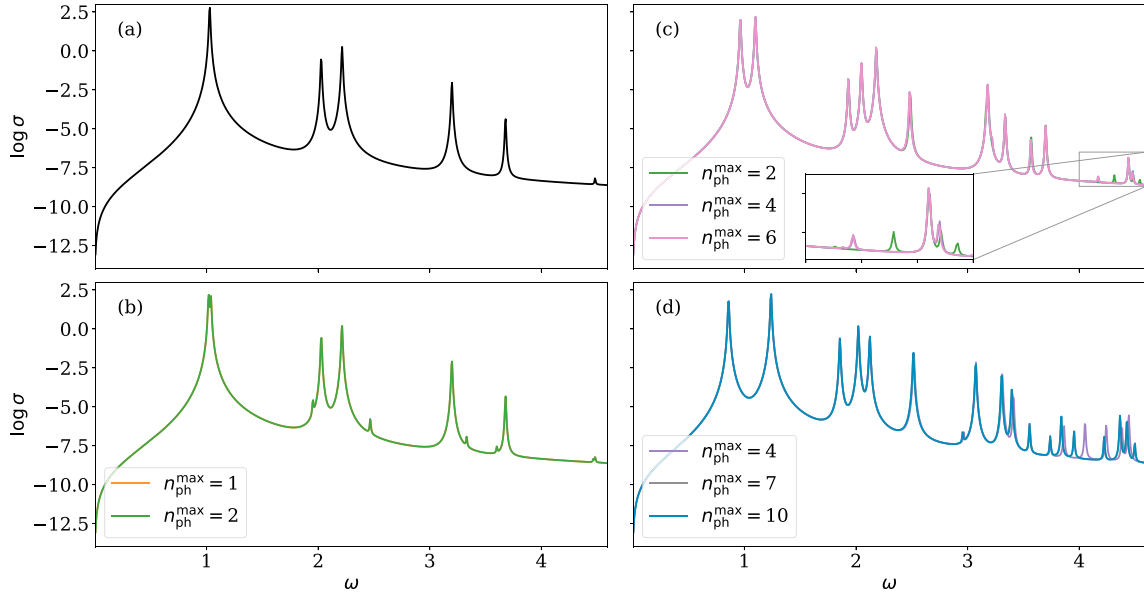 (a)
2.5
0.0
−2.5
−5.0
−7.5
−10.0
−12.5
log σ
(c)
n_ph^max = 2
n_ph^max = 4
n_ph^max = 6
(b)
2.5
0.0
−2.5
−5.0
−7.5
−10.0
−12.5
log σ
n_ph^max = 1
n_ph^max = 2
1 2 3 4
ω
(d)
n_ph^max = 4
n_ph^max = 7
n_ph^max = 10
1 2 3 4
ω